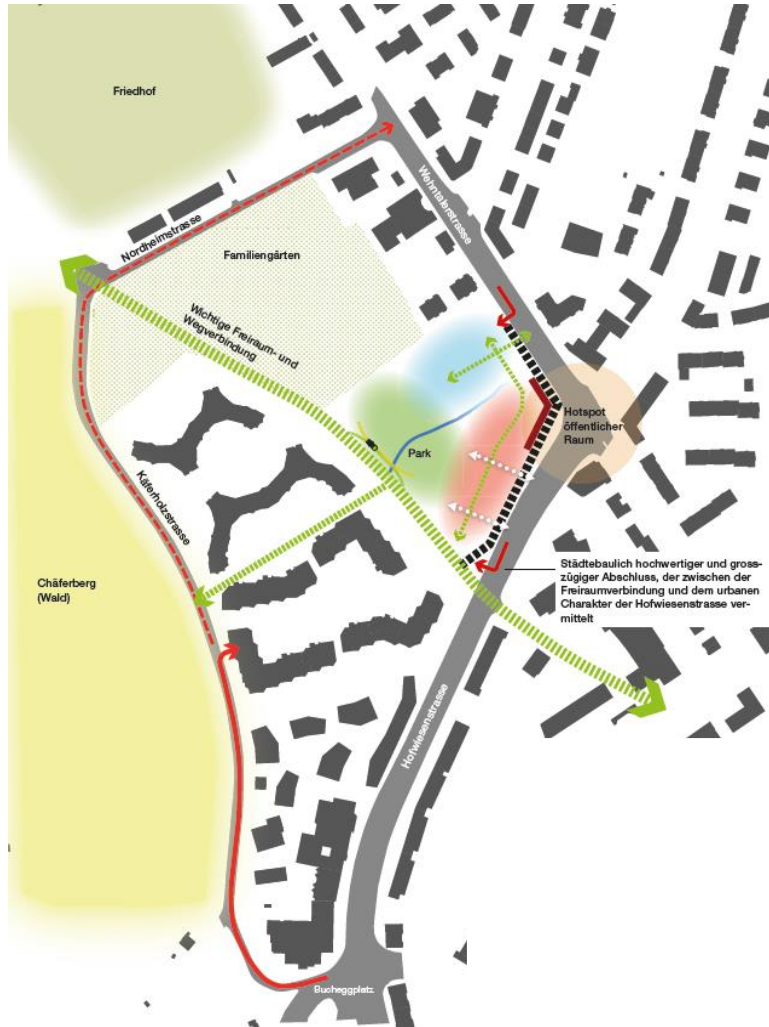 Friedhof
Wehntalerstrasse
Nordheimstrasse
Familiengärten
Wichtige Freiraum- und
Wegverbindung
Hotspot
öffentlicher
Raum
Park
Käferholzstrasse
Städtebaulich hochwertiger und gross-
zügiger Abschluss, der zwischen der
Freiraumverbindung und dem urbanen
Charakter der Hofwiesenstrasse ver-
mittelt
Chäferberg
(Wald)
Hofwiesenstrasse
Bucheggplatz